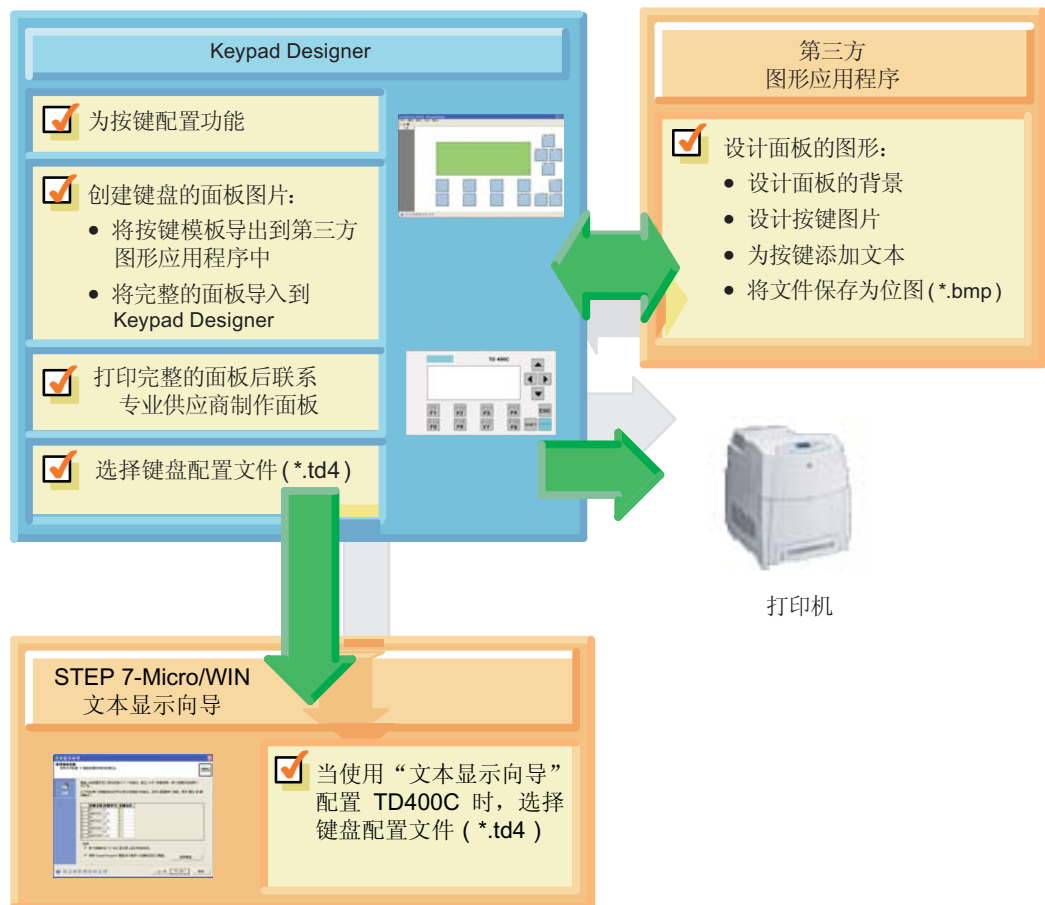 Keypad Designer
为按键配置功能
创建键盘的面板图片:
• 将按键模板导出到第三方
图形应用程序中
• 将完整的面板导入到
Keypad Designer
打印完整的面板后联系
专业供应商制作面板
选择键盘配置文件(*.td4)
TD 400C
F1 F2 F3 F4 ESC
F5 F6 F7 F8
第三方
图形应用程序
设计面板的图形:
• 设计面板的背景
• 设计按键图片
• 为按键添加文本
• 将文件保存为位图(*.bmp)
打印机
STEP 7-Micro/WIN
文本显示向导
当使用“文本显示向导”
配置 TD400C 时，选择
键盘配置文件 (*.td4)